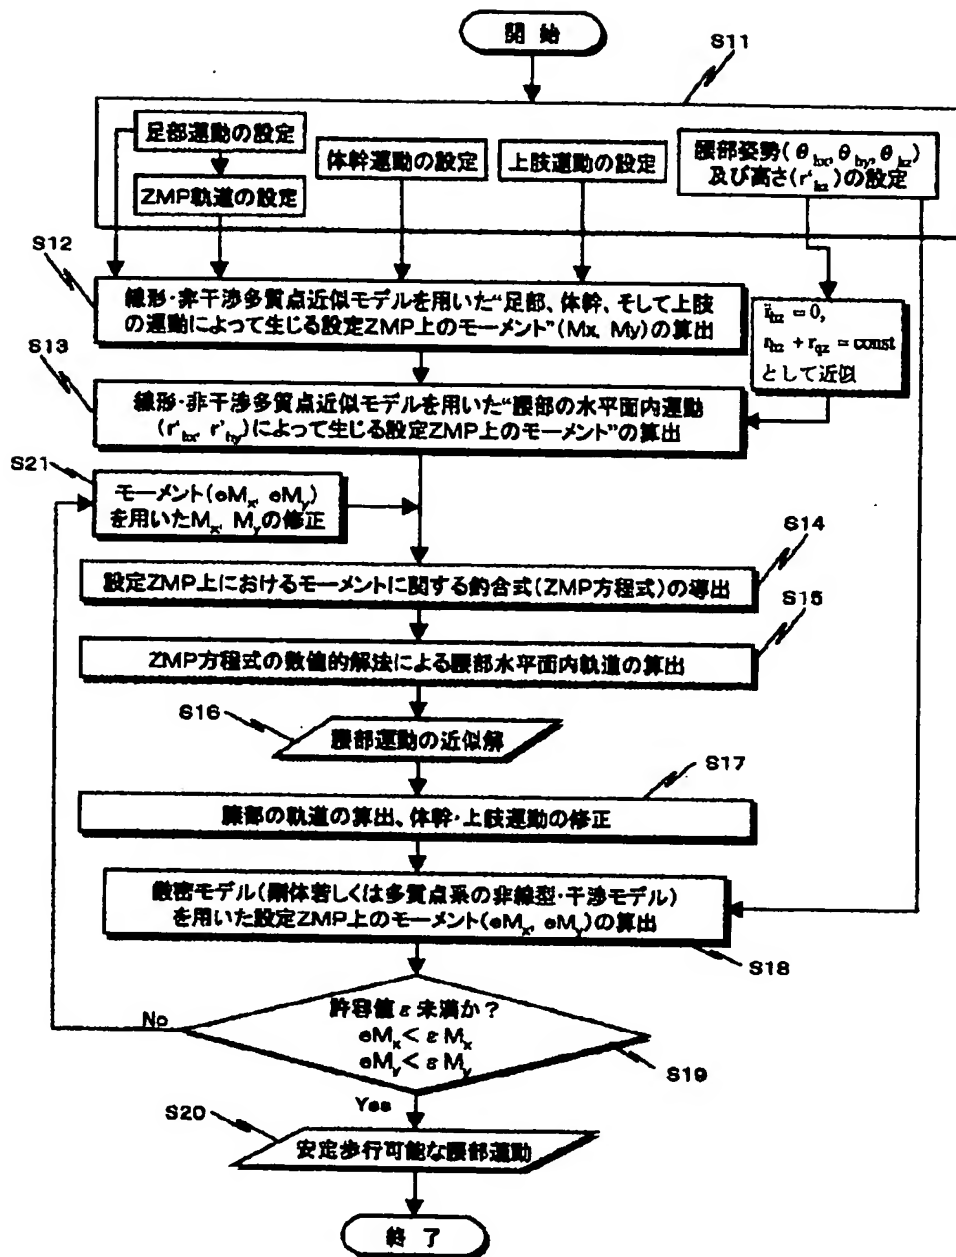 開始
S11
足部運動の設定
ZMP軌道の設定
体幹運動の設定
上肢運動の設定
腰部姿勢(θhx, θhy, θhz)
及び高さ(r'hz)の設定
S12
線形・非干渉多質点近似モデルを用いた“足部、体幹、そして上肢
の運動によって生じる設定ZMP上のモーメント”(Mx, My)の算出
r̈hz = 0,
rhz + rqz = const
として近似
S13
線形・非干渉多質点近似モデルを用いた“腰部の水平面内運動
(r'hx, r'hy)によって生じる設定ZMP上のモーメント”の算出
S21
モーメント(eMx, eMy)
を用いたMx, Myの修正
S14
設定ZMP上におけるモーメントに関する釣合式(ZMP方程式)の導出
S15
ZMP方程式の数値的解法による腰部水平面内軌道の算出
S16
腰部運動の近似解
S17
腰部の軌道の算出、体幹・上肢運動の修正
厳密モデル(剛体若しくは多質点系の非線型・干渉モデル)
を用いた設定ZMP上のモーメント(eMx, eMy)の算出
S18
許容値ε未満か?
eMx < εMx
eMy < εMy
No
S19
Yes
S20
安定歩行可能な腰部運動
終了